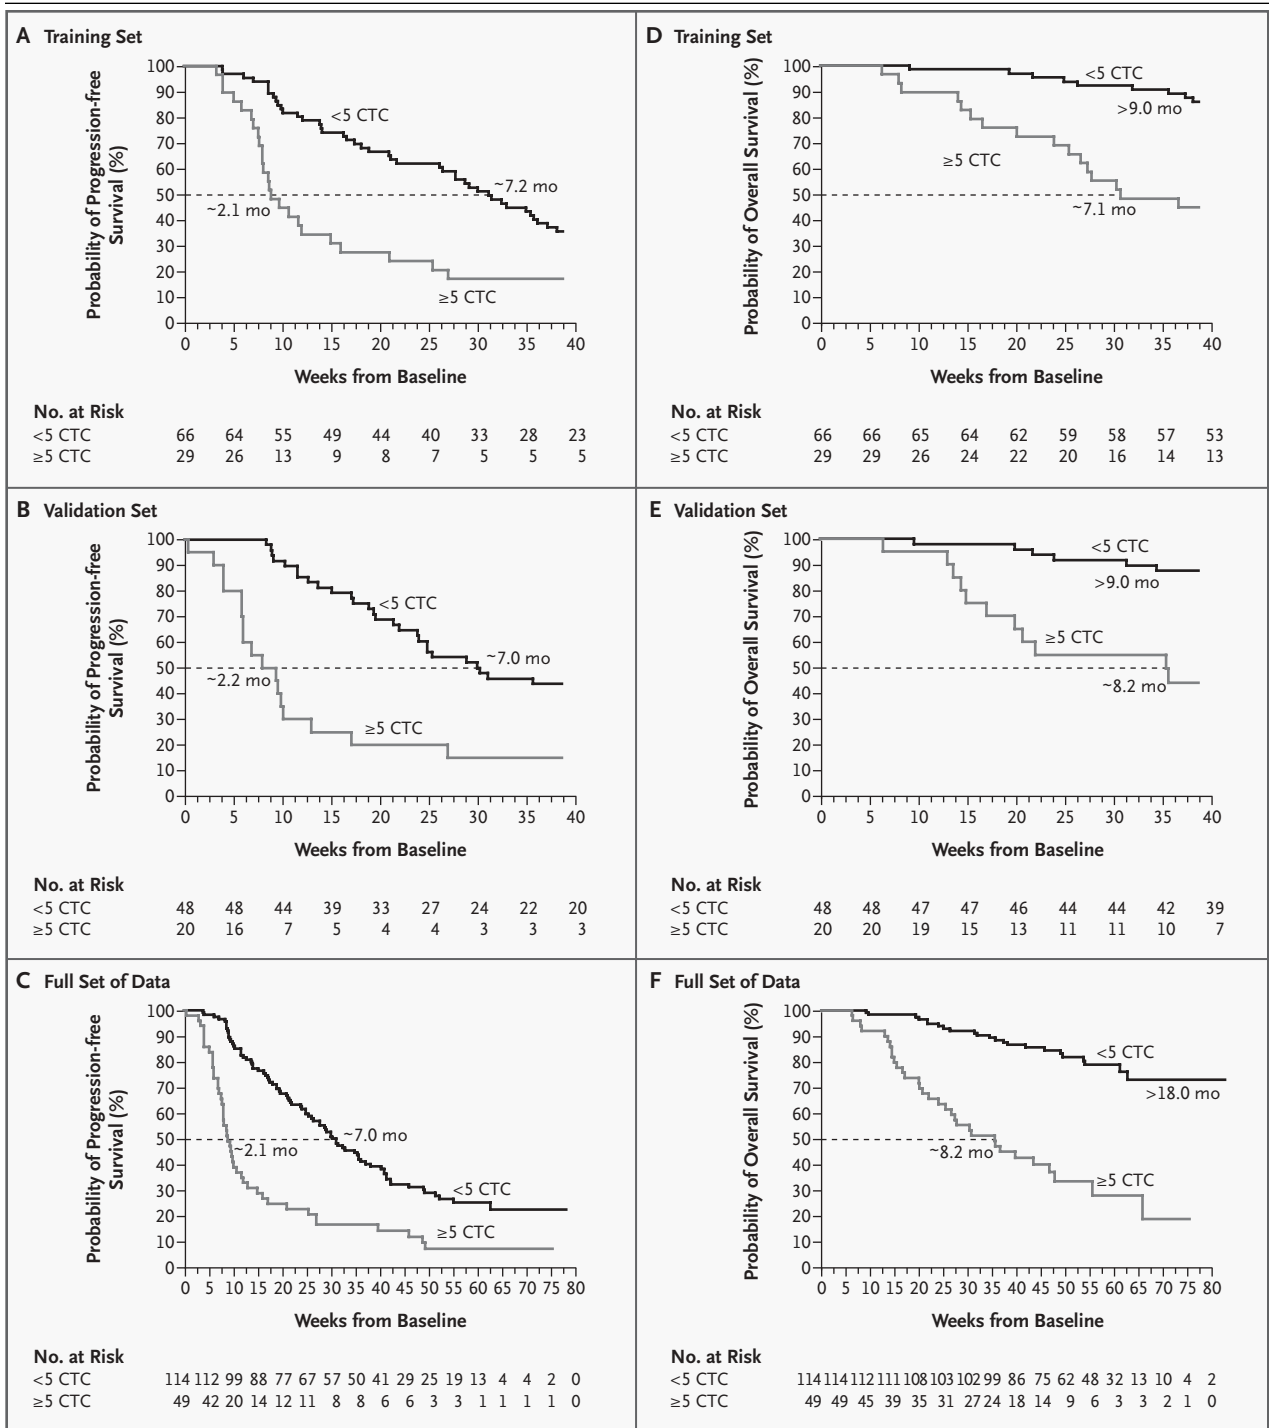 A Training Set
Probability of Progression-free
Survival (%)
100
90
80
70
60
50
40
30
20
10
0
<5 CTC
~7.2 mo
~2.1 mo
≥5 CTC
0 5 10 15 20 25 30 35 40
Weeks from Baseline
No. at Risk
<5 CTC 66 64 55 49 44 40 33 28 23
≥5 CTC 29 26 13 9 8 7 5 5 5
D Training Set
Probability of Overall Survival (%)
100
90
80
70
60
50
40
30
20
10
0
<5 CTC
>9.0 mo
≥5 CTC
~7.1 mo
0 5 10 15 20 25 30 35 40
Weeks from Baseline
No. at Risk
<5 CTC 66 66 65 64 62 59 58 57 53
≥5 CTC 29 29 26 24 22 20 16 14 13
B Validation Set
Probability of Progression-free
Survival (%)
100
90
80
70
60
50
40
30
20
10
0
<5 CTC
~7.0 mo
~2.2 mo
≥5 CTC
0 5 10 15 20 25 30 35 40
Weeks from Baseline
No. at Risk
<5 CTC 48 48 44 39 33 27 24 22 20
≥5 CTC 20 16 7 5 4 4 3 3 3
E Validation Set
Probability of Overall Survival (%)
100
90
80
70
60
50
40
30
20
10
0
<5 CTC
>9.0 mo
≥5 CTC
~8.2 mo
0 5 10 15 20 25 30 35 40
Weeks from Baseline
No. at Risk
<5 CTC 48 48 47 47 46 44 44 42 39
≥5 CTC 20 20 19 15 13 11 11 10 7
C Full Set of Data
Probability of Progression-free
Survival (%)
100
90
80
70
60
50
40
30
20
10
0
~7.0 mo
~2.1 mo
<5 CTC
≥5 CTC
0 5 10 15 20 25 30 35 40 45 50 55 60 65 70 75 80
Weeks from Baseline
No. at Risk
<5 CTC 114 112 99 88 77 67 57 50 41 29 25 19 13 4 4 2 0
≥5 CTC 49 42 20 14 12 11 8 8 6 6 3 3 1 1 1 1 0
F Full Set of Data
Probability of Overall Survival (%)
100
90
80
70
60
50
40
30
20
10
0
<5 CTC
>18.0 mo
~8.2 mo
≥5 CTC
0 5 10 15 20 25 30 35 40 45 50 55 60 65 70 75 80
Weeks from Baseline
No. at Risk
<5 CTC 114 114 112 111 108 103 102 99 86 75 62 48 32 13 10 4 2
≥5 CTC 49 49 45 39 35 31 27 24 18 14 9 6 3 3 2 1 0